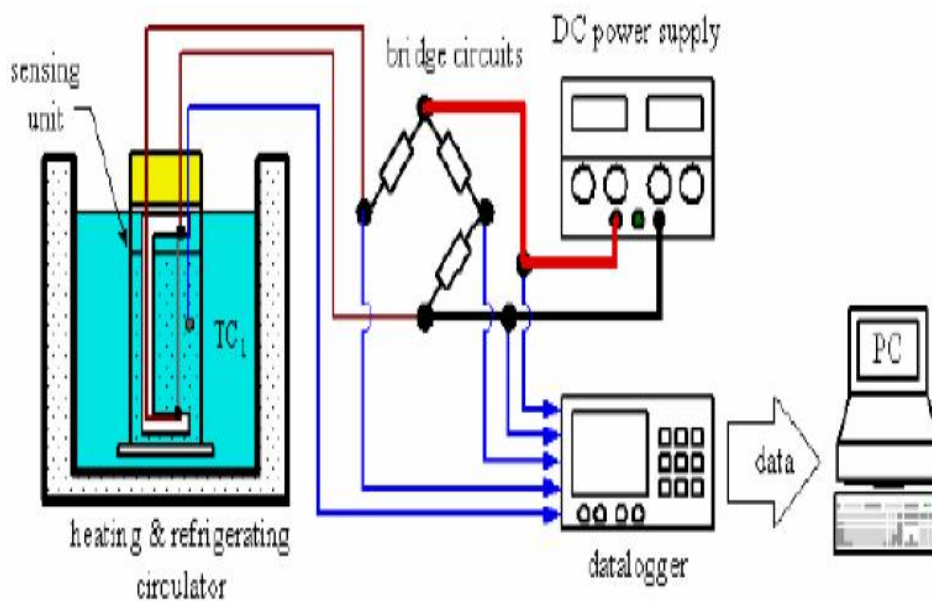 DC power supply
bridge circuits
sensing
unit
TC1
PC
data
heating & refrigerating
circulator
datalogger